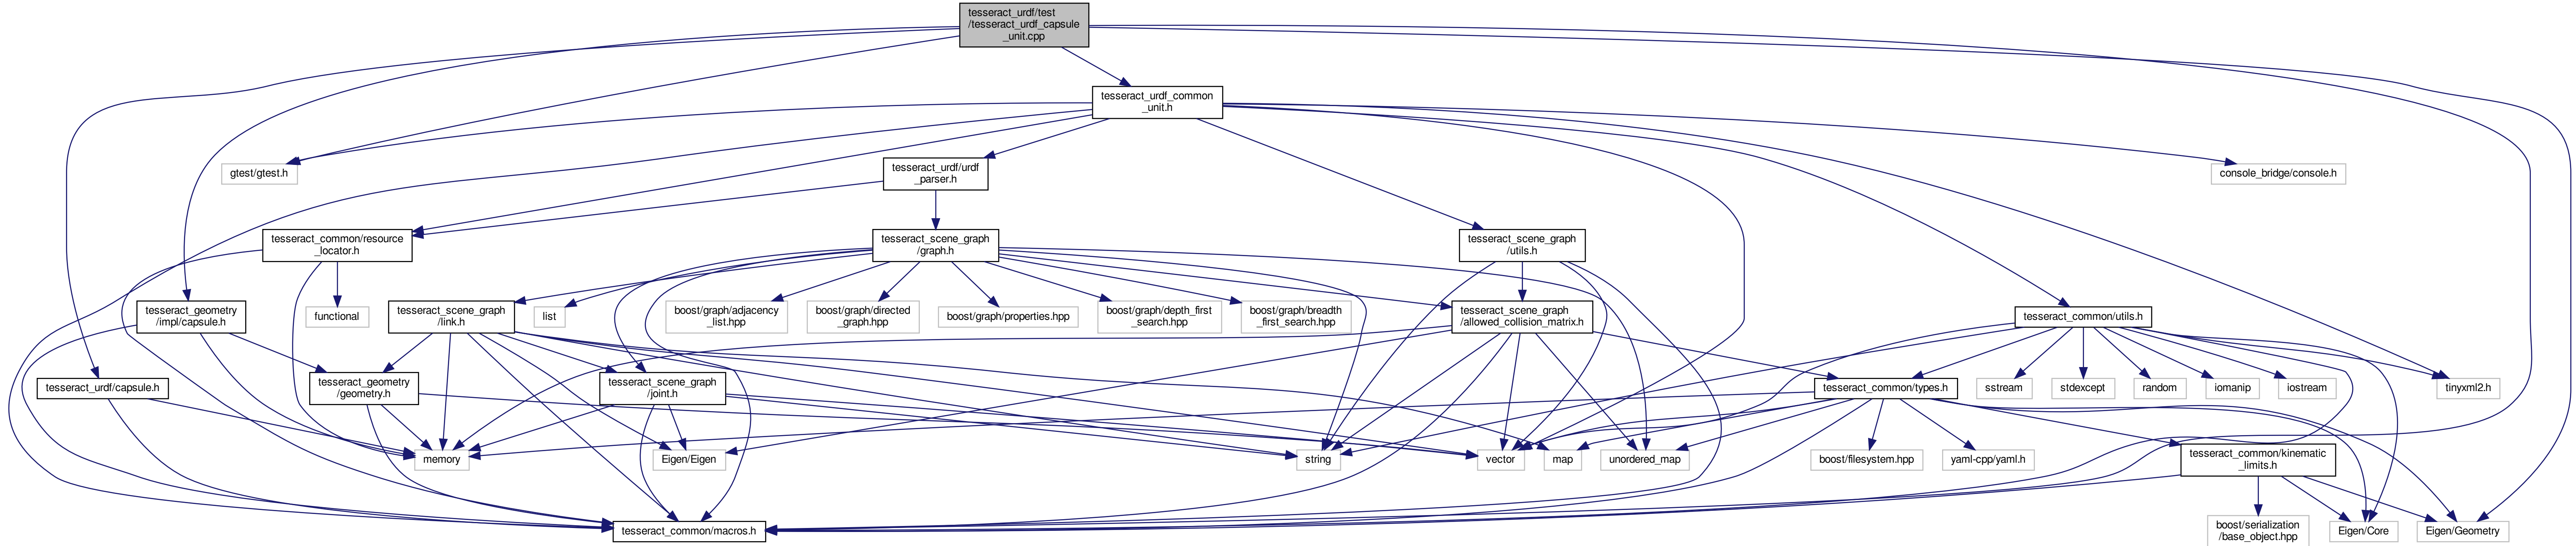 tesseract_urdf/test
/tesseract_urdf_capsule
_unit.cpp
tesseract_urdf_common
_unit.h
gtest/gtest.h
tesseract_urdf/urdf
_parser.h
console_bridge/console.h
tesseract_common/resource
_locator.h
tesseract_scene_graph
/graph.h
tesseract_scene_graph
/utils.h
tesseract_geometry
/impl/capsule.h
functional
tesseract_scene_graph
/link.h
list
boost/graph/adjacency
_list.hpp
boost/graph/directed
_graph.hpp
boost/graph/properties.hpp
boost/graph/depth_first
_search.hpp
boost/graph/breadth
_first_search.hpp
tesseract_scene_graph
/allowed_collision_matrix.h
tesseract_common/utils.h
tesseract_urdf/capsule.h
tesseract_geometry
/geometry.h
tesseract_scene_graph
/joint.h
tesseract_common/types.h
sstream
stdexcept
random
iomanip
iostream
tinyxml2.h
memory
Eigen/Eigen
string
vector
map
unordered_map
boost/filesystem.hpp
yaml-cpp/yaml.h
tesseract_common/kinematic
_limits.h
tesseract_common/macros.h
boost/serialization
/base_object.hpp
Eigen/Core
Eigen/Geometry